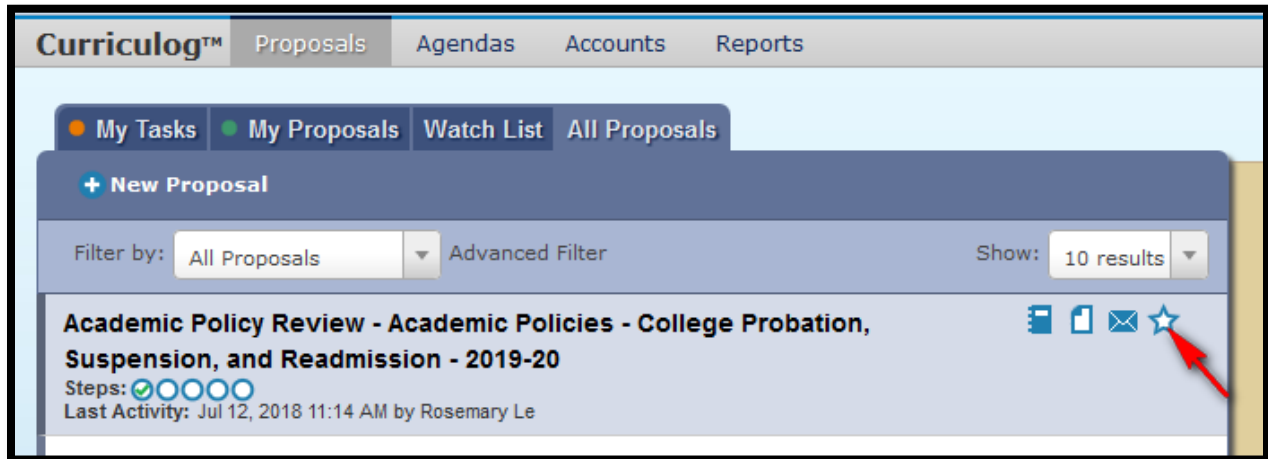 Curriculog™ Proposals Agendas Accounts Reports
My Tasks My Proposals Watch List All Proposals
New Proposal
Filter by: All Proposals Advanced Filter Show: 10 results
Academic Policy Review - Academic Policies - College Probation,
Suspension, and Readmission - 2019-20
Steps:
Last Activity: Jul 12, 2018 11:14 AM by Rosemary Le